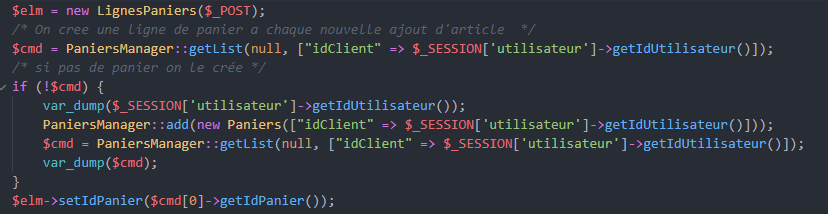 $elm = new LignesPaniers($_POST);
/* On cree une ligne de panier a chaque nouvelle ajout d'article  */
$cmd = PaniersManager::getList(null, ["idClient" => $_SESSION['utilisateur']->getIdUtilisateur()]);
/* si pas de panier on le crée */
if (!$cmd) {
    var_dump($_SESSION['utilisateur']->getIdUtilisateur());
    PaniersManager::add(new Paniers(["idClient" => $_SESSION['utilisateur']->getIdUtilisateur()]));
    $cmd = PaniersManager::getList(null, ["idClient" => $_SESSION['utilisateur']->getIdUtilisateur()]);
    var_dump($cmd);
}
$elm->setIdPanier($cmd[0]->getIdPanier());